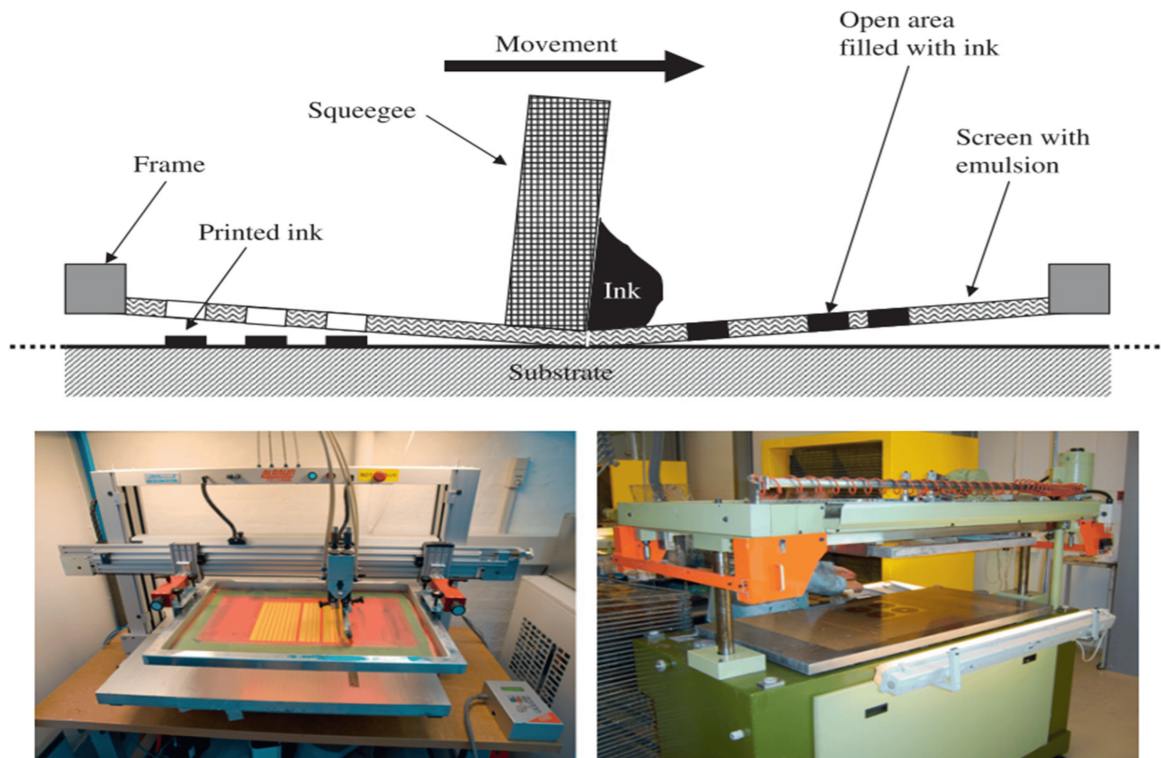 Movement
Open area
filled with ink
Squeegee
Screen with
emulsion
Frame
Printed ink
Ink
Substrate